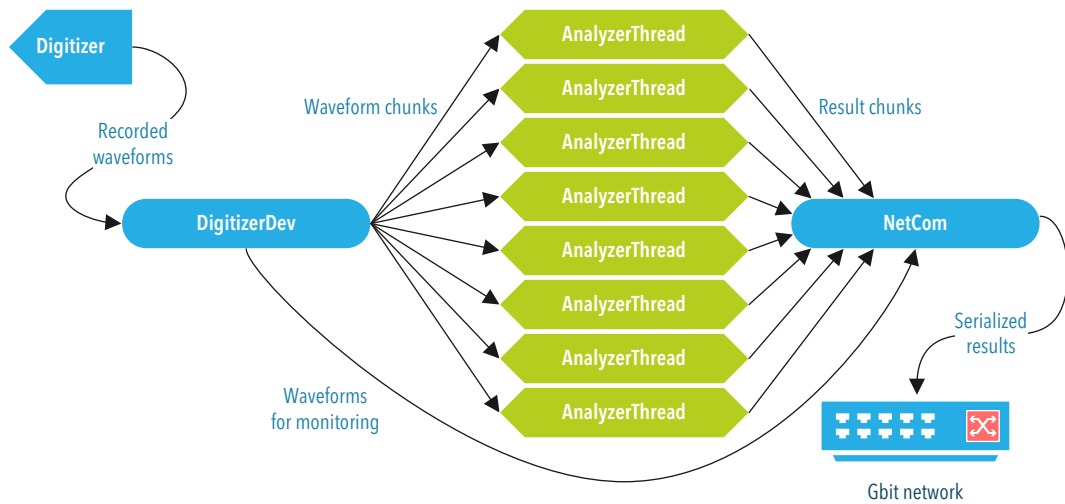 Digitizer
Recorded
waveforms
DigitizerDev
Waveform chunks
AnalyzerThread
AnalyzerThread
AnalyzerThread
AnalyzerThread
AnalyzerThread
AnalyzerThread
AnalyzerThread
AnalyzerThread
Result chunks
NetCom
Serialized
results
Waveforms
for monitoring
Gbit network